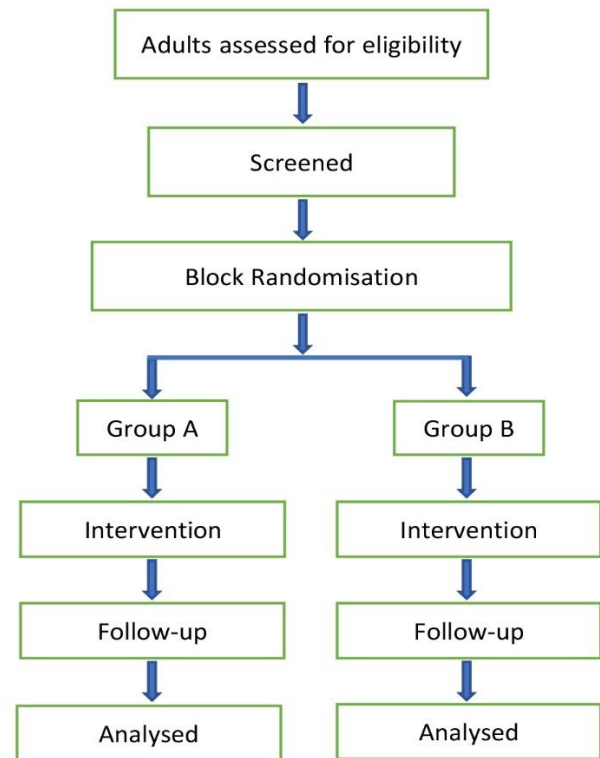 Adults assessed for eligibility
Screened
Block Randomisation
Group A
Group B
Intervention
Intervention
Follow-up
Follow-up
Analysed
Analysed